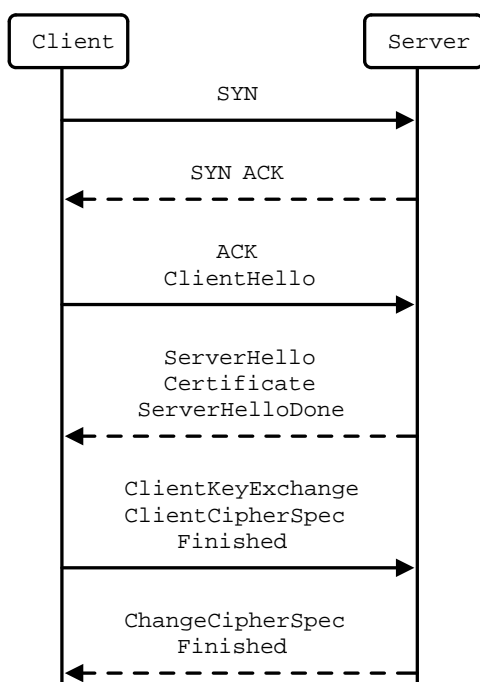 Client
Server
SYN
SYN ACK
ACK
ClientHello
ServerHello
Certificate
ServerHelloDone
ClientKeyExchange
ClientCipherSpec
Finished
ChangeCipherSpec
Finished